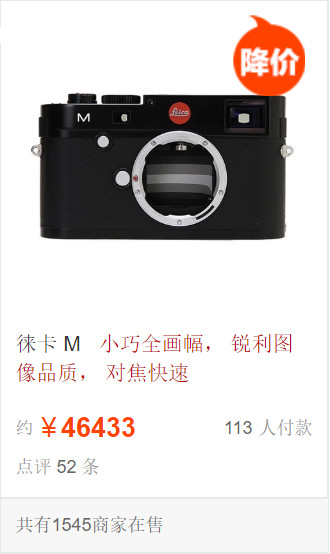 降价
M
Leica
徕卡 M 小巧全画幅， 锐利图
像品质， 对焦快速
约 ￥46433 113 人付款
点评 52 条
共有1545商家在售